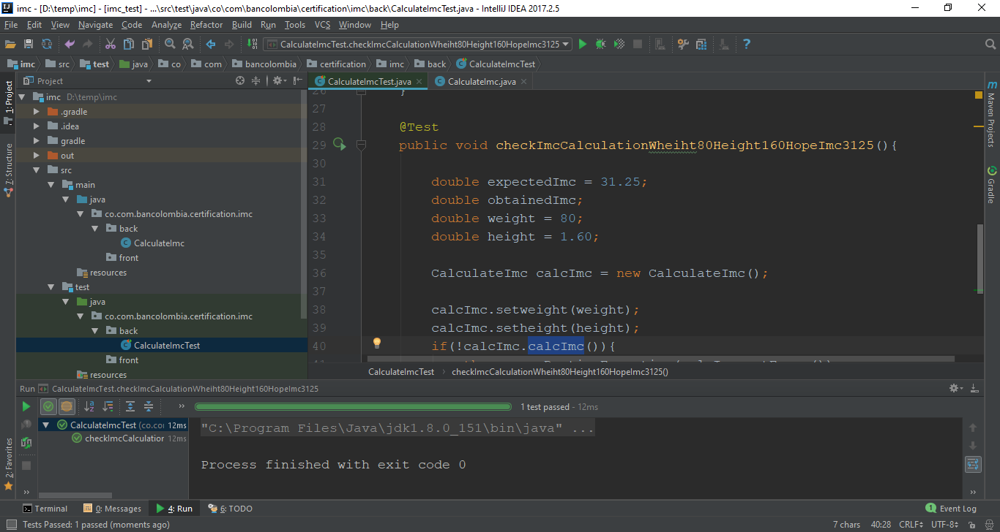 imc - [D:\temp\imc] - [imc_test] - ...\src\test\java\co\com\bancolombia\certification\imc\back\CalculateImcTest.java - IntelliJ IDEA 2017.2.5
File Edit View Navigate Code Analyze Refactor Build Run Tools VCS Window Help
CalculateImcTest.checkImcCalculationWheiht80Height160HopeImc3125
imc src test java co com bancolombia certification imc back CalculateImcTest
1: Project
7: Structure
2: Favorites
Project
imc D:\temp\imc
.gradle
.idea
gradle
out
src
main
java
co.com.bancolombia.certification.imc
back
CalculateImc
front
resources
test
java
co.com.bancolombia.certification.imc
back
CalculateImcTest
front
resources
CalculateImcTest.java CalculateImc.java
26 }
27
28 @Test
29 public void checkImcCalculationWheiht80Height160HopeImc3125(){
30
31 double expectedImc = 31.25;
32 double obtainedImc;
33 double weight = 80;
34 double height = 1.60;
35
36 CalculateImc calcImc = new CalculateImc();
37
38 calcImc.setweight(weight);
39 calcImc.setheight(height);
40 if(!calcImc.calcImc()){
CalculateImcTest checkImcCalculationWheiht80Height160HopeImc3125()
Maven Projects
Gradle
Run CalculateImcTest.checkImcCalculationWheiht80Height160HopeImc3125
1 test passed - 12ms
CalculateImcTest (co.co 12ms
checkImcCalculation 12ms
"C:\Program Files\Java\jdk1.8.0_151\bin\java" ...
Process finished with exit code 0
Terminal 0: Messages 4: Run 6: TODO 1 Event Log
Tests Passed: 1 passed (moments ago) 7 chars 40:28 CRLF UTF-8